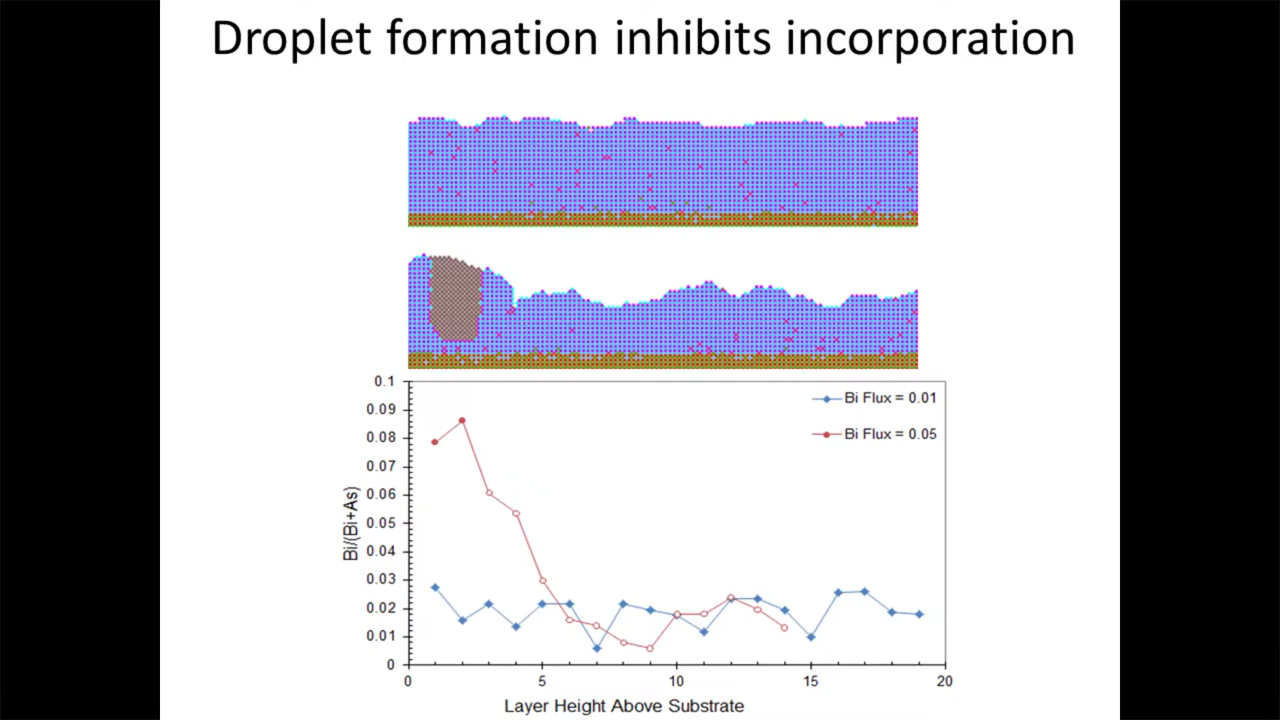 Droplet formation inhibits incorporation
0.1
0.09
0.08
0.07
0.06
0.05
0.04
0.03
0.02
0.01
0
Bi/(Bi+As)
Bi Flux = 0.01
Bi Flux = 0.05
0 5 10 15 20
Layer Height Above Substrate